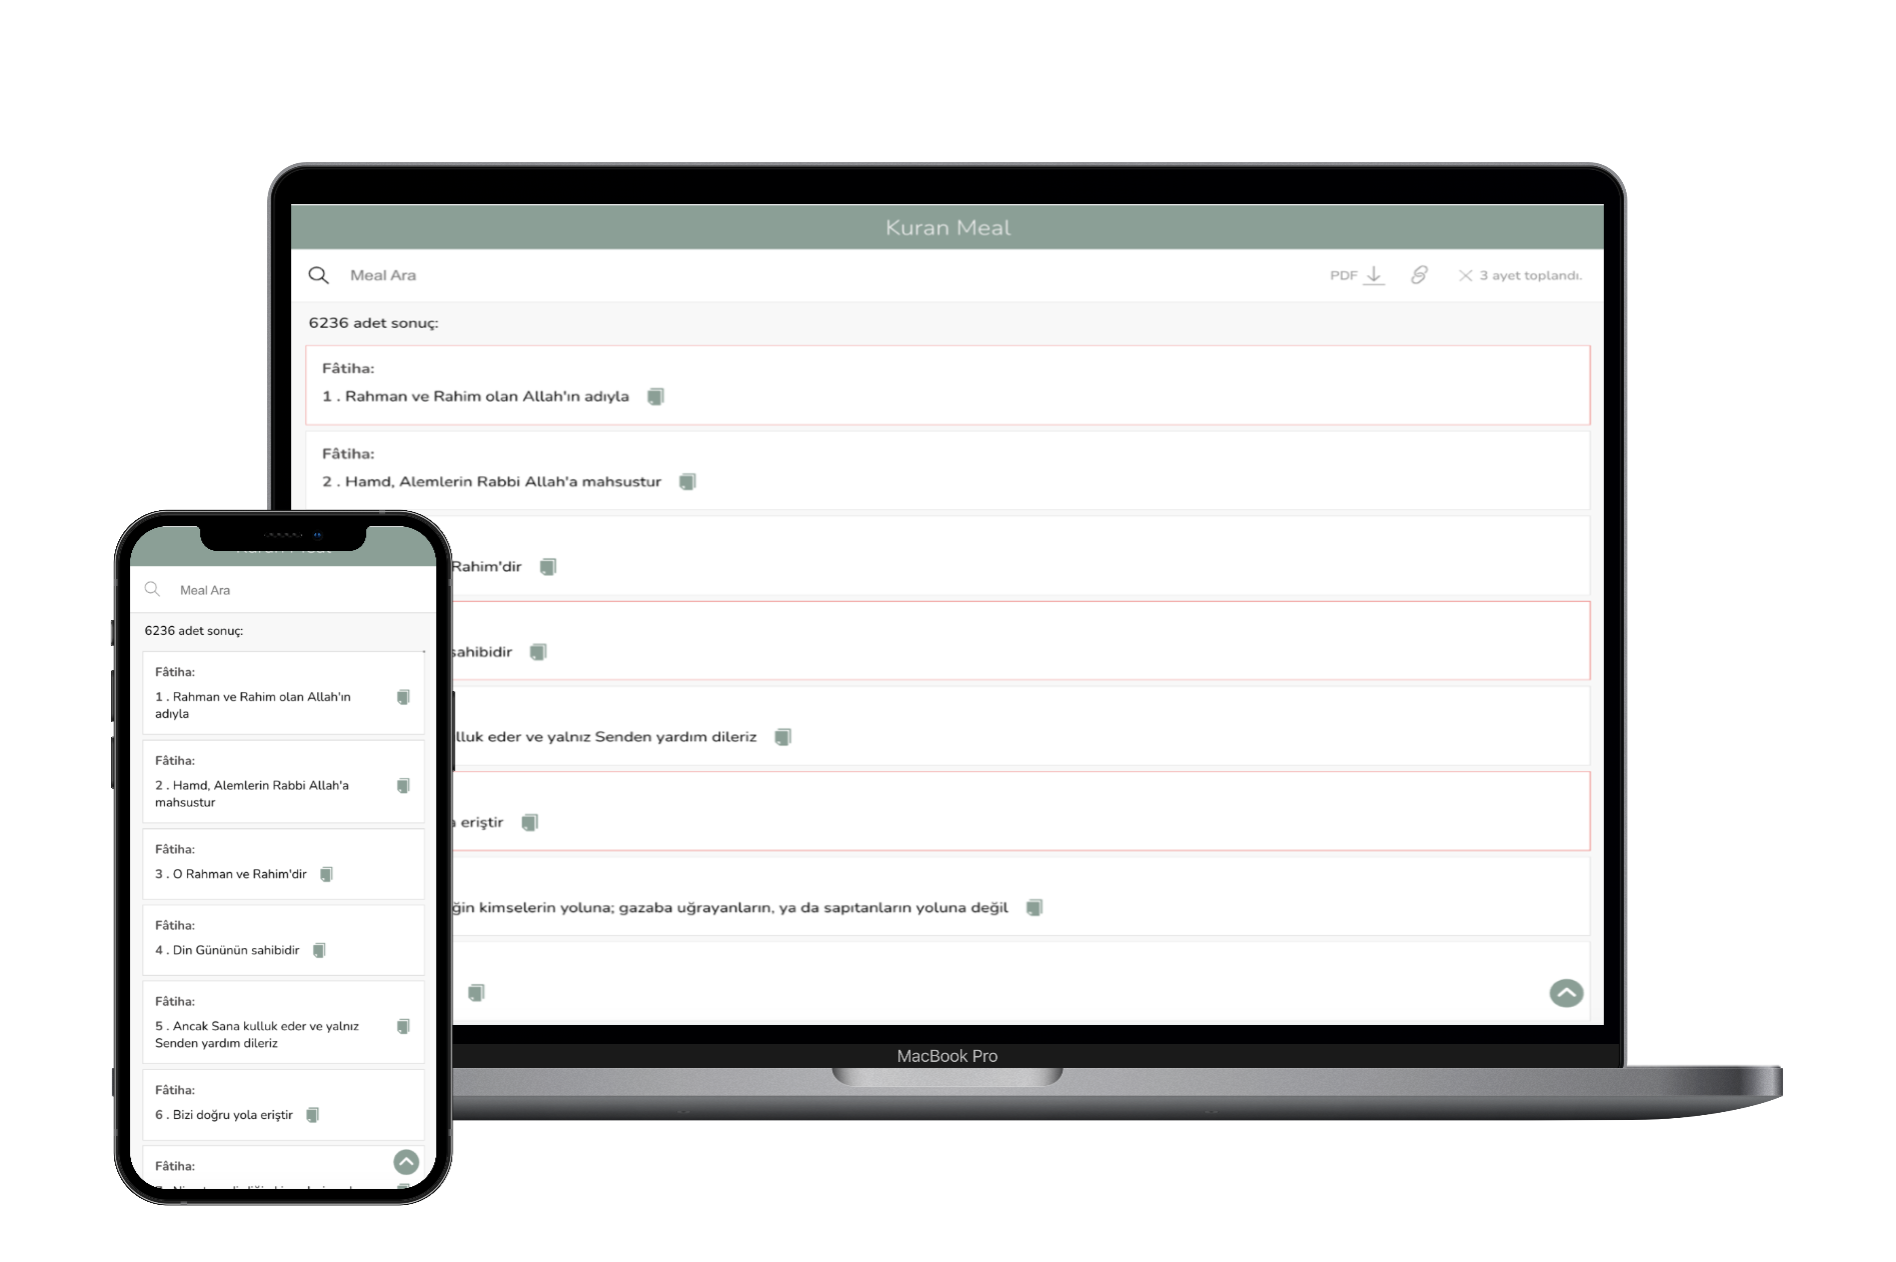 Kuran Meal
Meal Ara
PDF
3 ayet toplandı.
6236 adet sonuç:
Fâtiha:
1 . Rahman ve Rahim olan Allah'ın adıyla
Fâtiha:
2 . Hamd, Alemlerin Rabbi Allah'a mahsustur
Rahim'dir
sahibidir
kulluk eder ve yalnız Senden yardım dileriz
eriştir
kimselerin yoluna; gazaba uğrayanların, ya da sapıtanların yoluna değil
MacBook Pro
Meal Ara
6236 adet sonuç:
Fâtiha:
1 . Rahman ve Rahim olan Allah'ın
adıyla
Fâtiha:
2 . Hamd, Alemlerin Rabbi Allah'a
mahsustur
Fâtiha:
3 . O Rahman ve Rahim'dir
Fâtiha:
4 . Din Gününün sahibidir
Fâtiha:
5 . Ancak Sana kulluk eder ve yalnız
Senden yardım dileriz
Fâtiha:
6 . Bizi doğru yola eriştir
Fâtiha: